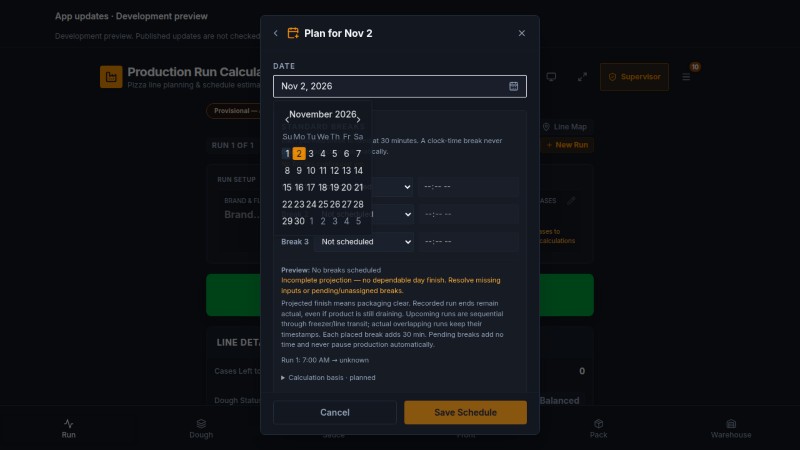 App updates · Development preview
Development preview. Published updates are not checked
Production Run Calcula
Pizza line planning & schedule estima
Supervisor
10
Provisional —
Line Map
RUN 1 OF 1
+ New Run
RUN SETUP
BRAND & F
Brand...
ASES
ases to
calculations
LINE DETA
Cases Left to
0
Dough Status
Balanced
Plan for Nov 2
DATE
Nov 2, 2026
November 2026
STANDARD BREAKS
Su Mo Tu We Th Fr Sa
at 30 minutes. A clock-time break never
cally.
1 2 3 4 5 6 7
8 9 10 11 12 13 14
15 16 17 18 19 20 21
22 23 24 25 26 27 28
29 30 1 2 3 4 5
--:-- --
--:-- --
Break 3 Not scheduled --:-- --
Preview: No breaks scheduled
Incomplete projection — no dependable day finish. Resolve missing
inputs or pending/unassigned breaks.
Projected finish means packaging clear. Recorded run ends remain
actual, even if product is still draining. Upcoming runs are sequential
through freezer/line transit; actual overlapping runs keep their
timestamps. Each placed break adds 30 min. Pending breaks add no
time and never pause production automatically.
Run 1: 7:00 AM → unknown
Calculation basis · planned
Cancel
Save Schedule
Run
Dough
Sauce
Front
Pack
Warehouse